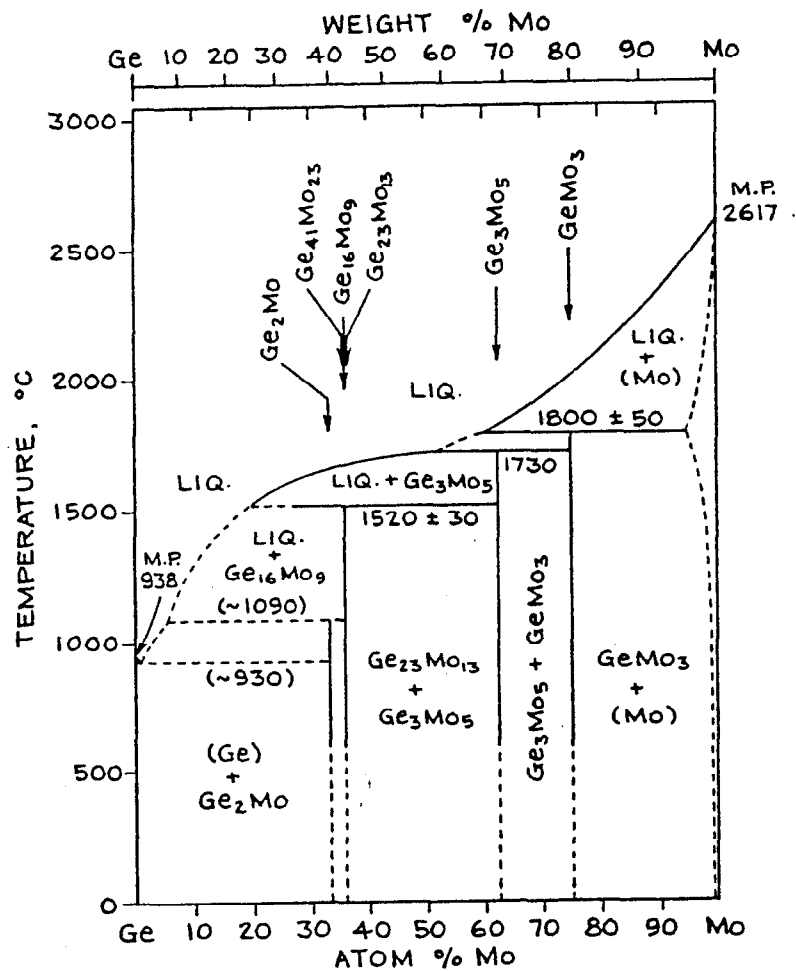 WEIGHT % Mo
Ge 10 20 30 40 50 60 70 80 90 Mo
3000
2500
2000
1500
1000
500
0
TEMPERATURE, °C
Ge₂Mo
Ge₄₁Mo₂₃
Ge₁₆Mo₉
Ge₂₃Mo₁₃
Ge₃Mo₅
GeMo₃
M.P.
2617
LIQ.
LIQ.
+
(Mo)
1800 ± 50
LIQ.
LIQ. + Ge₃Mo₅
1730
1520 ± 30
LIQ.
+
Ge₁₆Mo₉
(~1090)
M.P.
938
(~930)
(Ge)
+
Ge₂Mo
Ge₂₃Mo₁₃
+
Ge₃Mo₅
Ge₃Mo₅ + GeMo₃
GeMo₃
+
(Mo)
Ge 10 20 30 40 50 60 70 80 90 Mo
ATOM % Mo